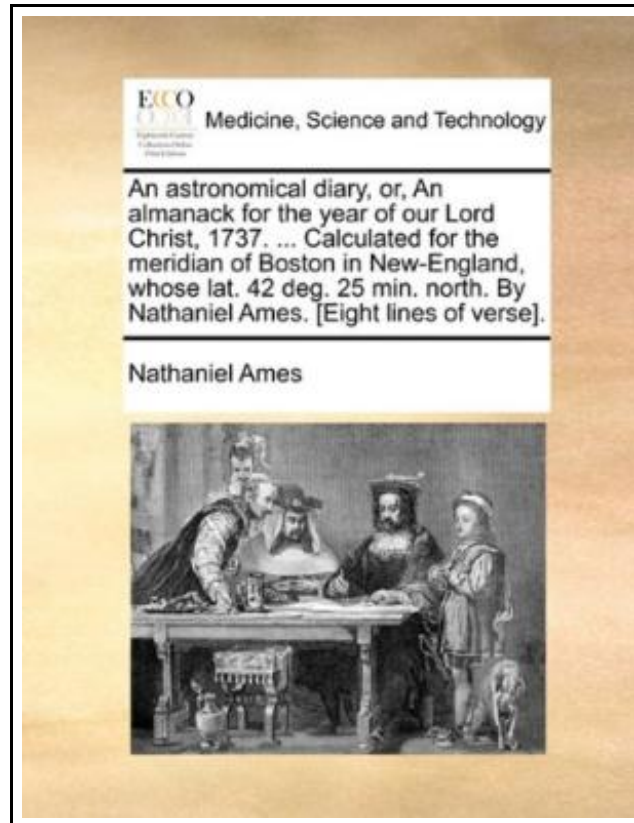 ECCO
Medicine, Science and Technology
An astronomical diary, or, An
almanack for the year of our Lord
Christ, 1737. ... Calculated for the
meridian of Boston in New-England,
whose lat. 42 deg. 25 min. north. By
Nathaniel Ames. [Eight lines of verse].
Nathaniel Ames